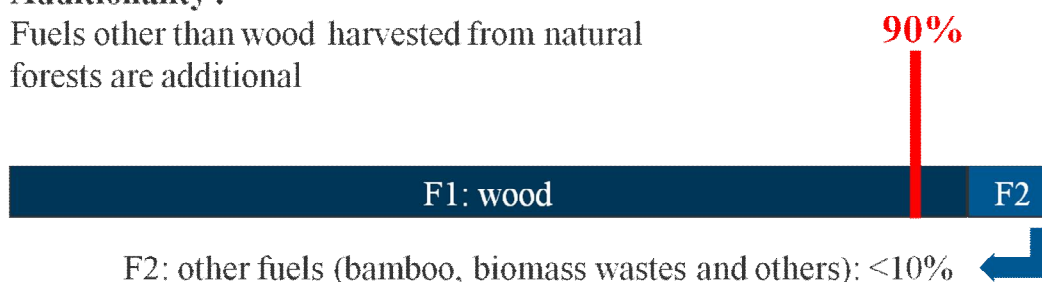 Additionality :
Fuels other than wood harvested from natural
forests are additional
90%
F1: wood
F2
F2: other fuels (bamboo, biomass wastes and others): <10%